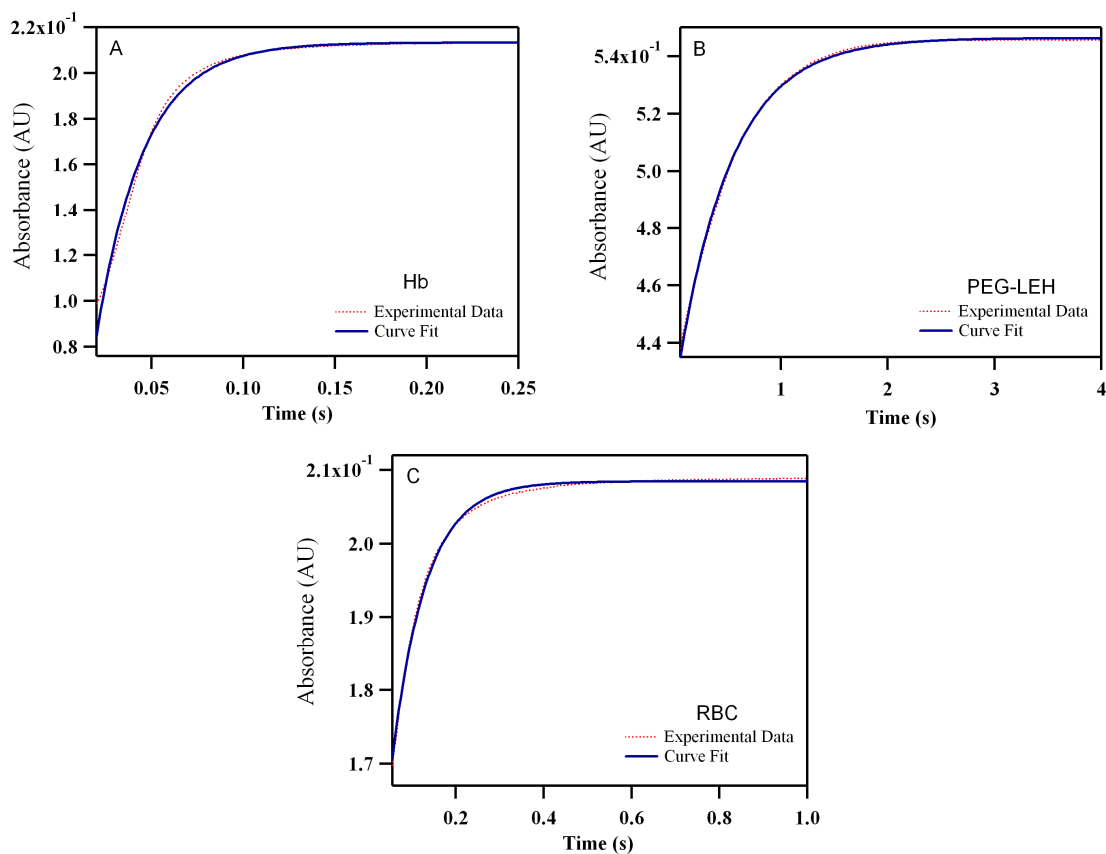 A
2.2x10-1
2.0
1.8
1.6
1.4
1.2
1.0
0.8
Absorbance (AU)
Hb
Experimental Data
Curve Fit
0.05 0.10 0.15 0.20 0.25
Time (s)
B
5.4x10-1
5.2
5.0
4.8
4.6
4.4
Absorbance (AU)
PEG-LEH
Experimental Data
Curve Fit
1 2 3 4
Time (s)
C
2.1x10-1
2.0
1.9
1.8
1.7
Absorbance (AU)
RBC
Experimental Data
Curve Fit
0.2 0.4 0.6 0.8 1.0
Time (s)